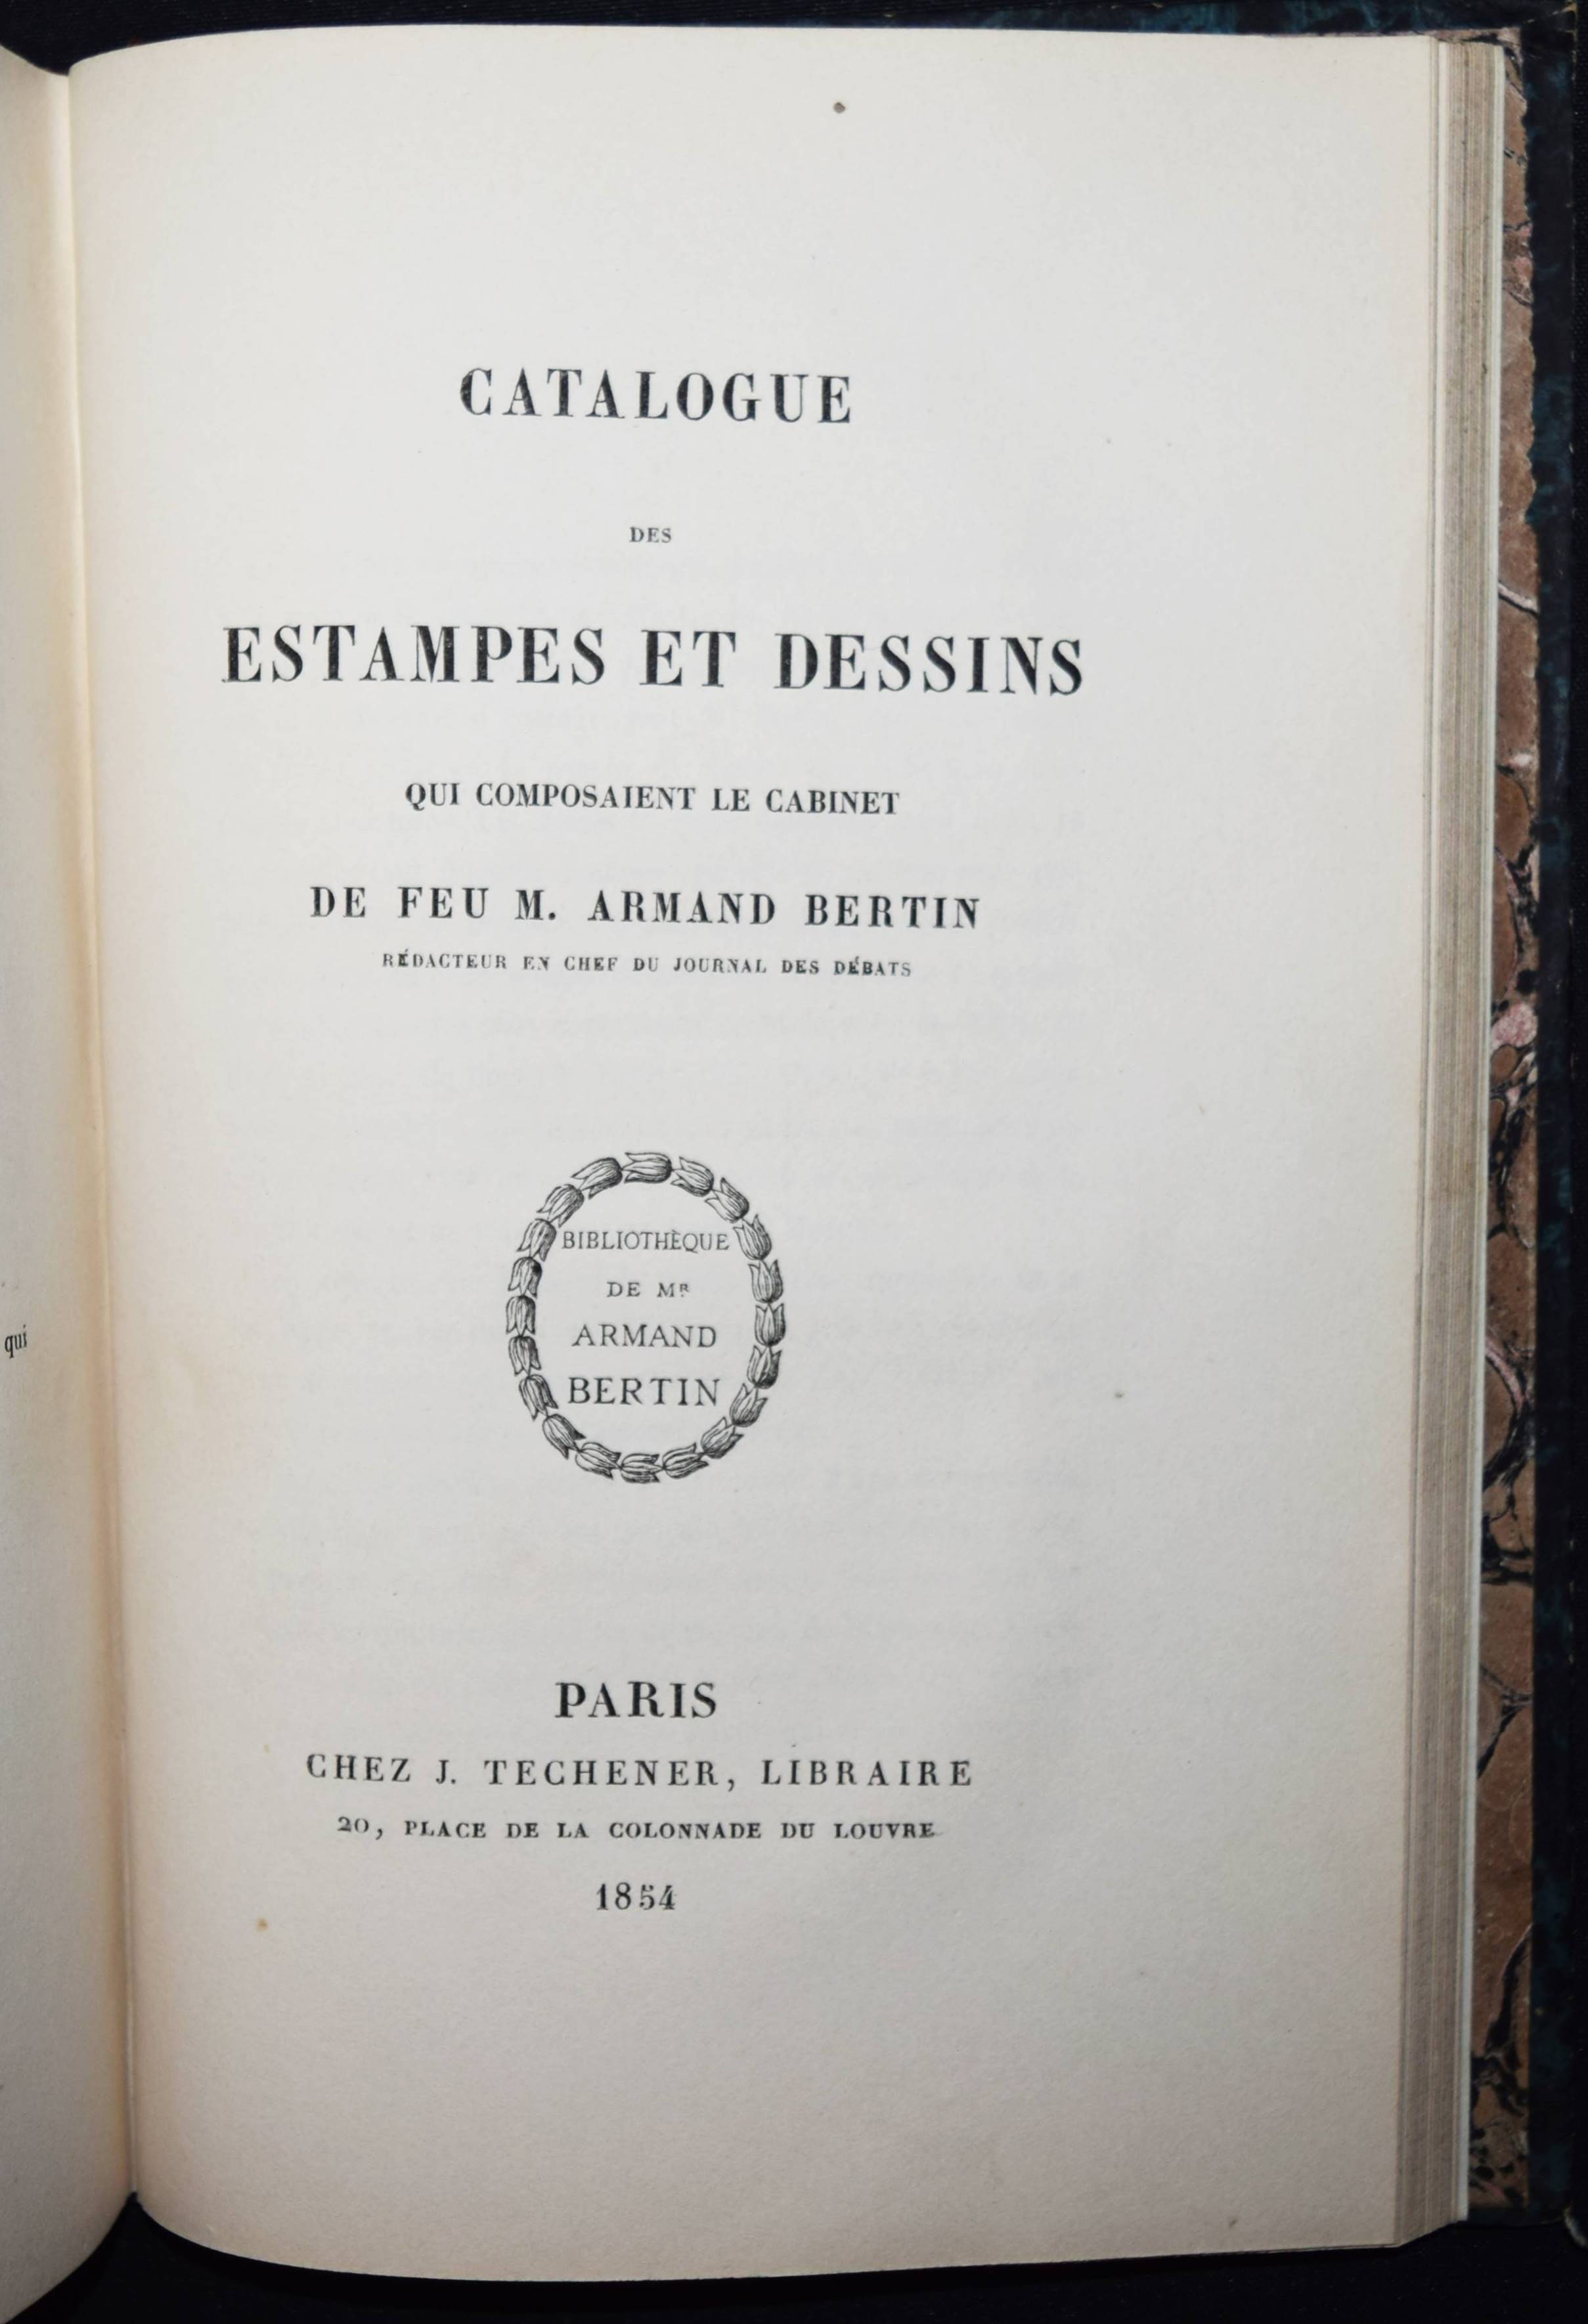 qui
CATALOGUE
DES
ESTAMPES ET DESSINS
QUI COMPOSAIENT LE CABINET
DE FEU M. ARMAND BERTIN
RÉDACTEUR EN CHEF DU JOURNAL DES DÉBATS
BIBLIOTHÈQUE
DE MR
ARMAND
BERTIN
PARIS
CHEZ J. TECHENER, LIBRAIRE
20, PLACE DE LA COLONNADE DU LOUVRE
1854